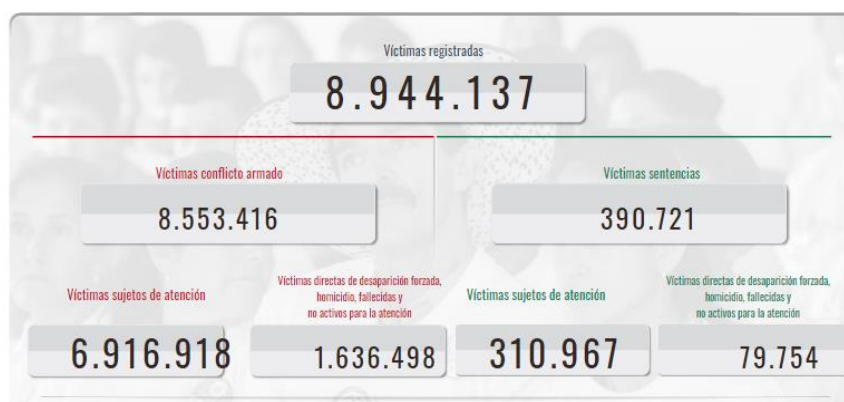 Víctimas registradas
8.944.137
Víctimas conflicto armado
8.553.416
Víctimas sentencias
390.721
Víctimas sujetos de atención
6.916.918
Víctimas directas de desaparición forzada,
homicidio, fallecidas y
no activos para la atención
1.636.498
Víctimas sujetos de atención
310.967
Víctimas directas de desaparición forzada,
homicidio, fallecidas y
no activos para la atención
79.754